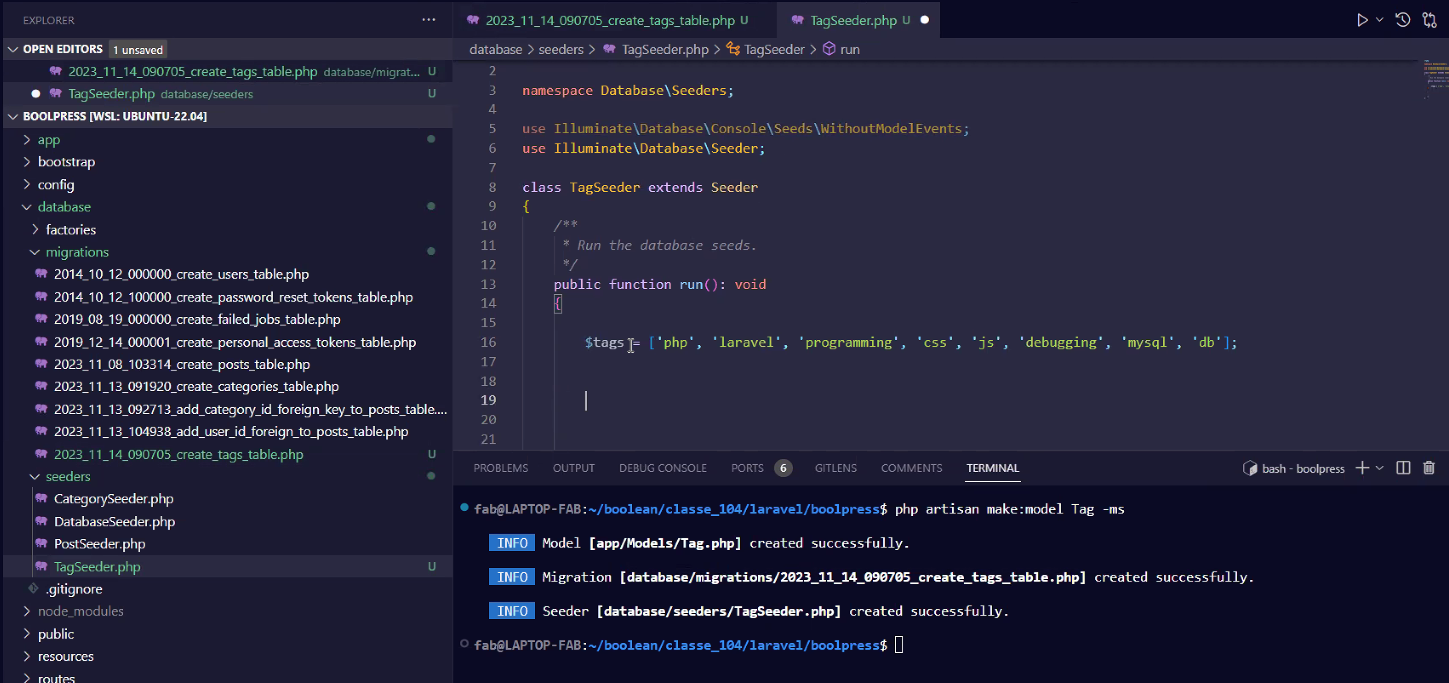 EXPLORER ...
OPEN EDITORS 1 unsaved
2023_11_14_090705_create_tags_table.php database/migrat... U
TagSeeder.php database/seeders U
BOOLPRESS [WSL: UBUNTU-22.04]
app
bootstrap
config
database
factories
migrations
2014_10_12_000000_create_users_table.php
2014_10_12_100000_create_password_reset_tokens_table.php
2019_08_19_000000_create_failed_jobs_table.php
2019_12_14_000001_create_personal_access_tokens_table.php
2023_11_08_103314_create_posts_table.php
2023_11_13_091920_create_categories_table.php
2023_11_13_092713_add_category_id_foreign_key_to_posts_table....
2023_11_13_104938_add_user_id_foreign_to_posts_table.php
2023_11_14_090705_create_tags_table.php U
seeders
CategorySeeder.php
DatabaseSeeder.php
PostSeeder.php
TagSeeder.php U
.gitignore
node_modules
public
resources
routes
2023_11_14_090705_create_tags_table.php U TagSeeder.php U
database > seeders > TagSeeder.php > TagSeeder > run
2
3 namespace Database\Seeders;
4
5 use Illuminate\Database\Console\Seeds\WithoutModelEvents;
6 use Illuminate\Database\Seeder;
7
8 class TagSeeder extends Seeder
9 {
10 /**
11 * Run the database seeds.
12 */
13 public function run(): void
14 {
15
16 $tags = ['php', 'laravel', 'programming', 'css', 'js', 'debugging', 'mysql', 'db'];
17
18
19
20
21
PROBLEMS OUTPUT DEBUG CONSOLE PORTS 6 GITLENS COMMENTS TERMINAL bash - boolpress
fab@LAPTOP-FAB:~/boolean/classe_104/laravel/boolpress$ php artisan make:model Tag -ms
INFO Model [app/Models/Tag.php] created successfully.
INFO Migration [database/migrations/2023_11_14_090705_create_tags_table.php] created successfully.
INFO Seeder [database/seeders/TagSeeder.php] created successfully.
fab@LAPTOP-FAB:~/boolean/classe_104/laravel/boolpress$